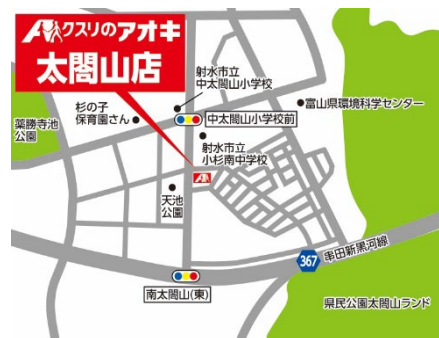 クスリのアオキ
太閤山店
射水市立
中太閤山小学校
杉の子
保育園さん
薬勝寺池
公園
中太閤山小学校前
富山県環境科学センター
射水市立
小杉南中学校
天池
公園
367
串田新黒河線
南太閤山(東)
県民公園太閤山ランド